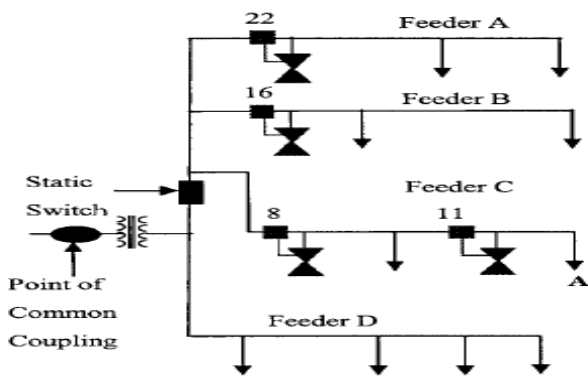 22
Feeder A
16
Feeder B
Static
Switch
Feeder C
8
11
A
Point of
Common
Coupling
Feeder D